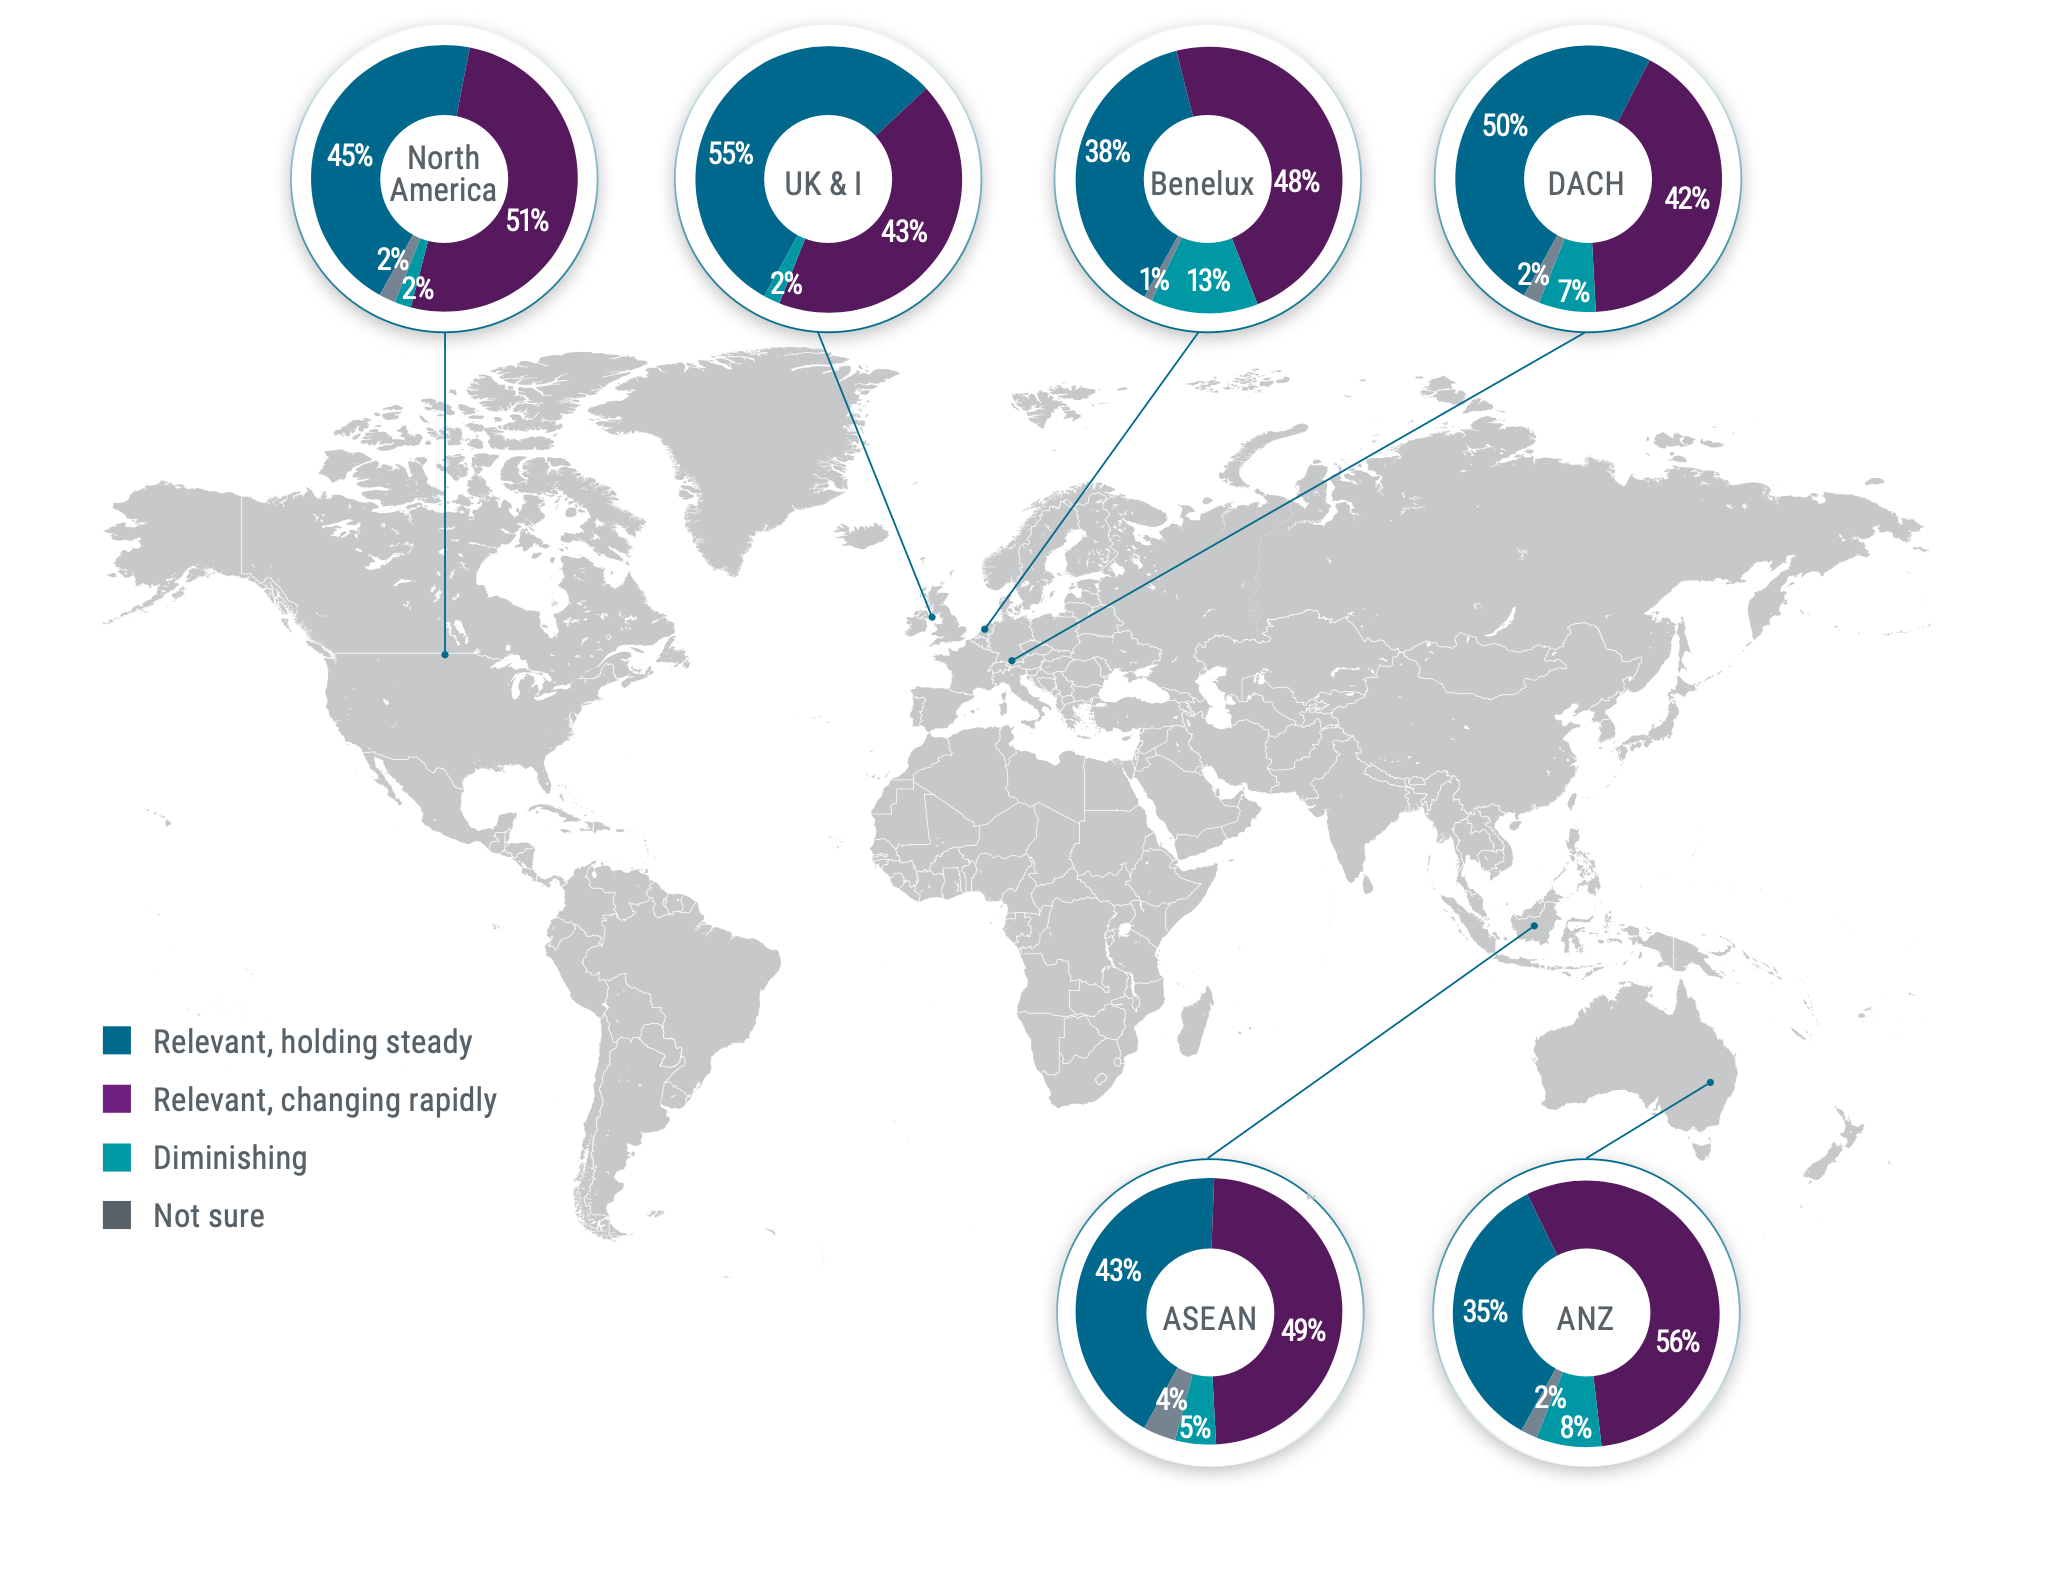 45%
North
America
51%
2%
2%
55%
UK & I
43%
2%
38%
Benelux
48%
1%
13%
50%
DACH
42%
2%
7%
Relevant, holding steady
Relevant, changing rapidly
Diminishing
Not sure
43%
ASEAN
49%
4%
5%
35%
ANZ
56%
2%
8%